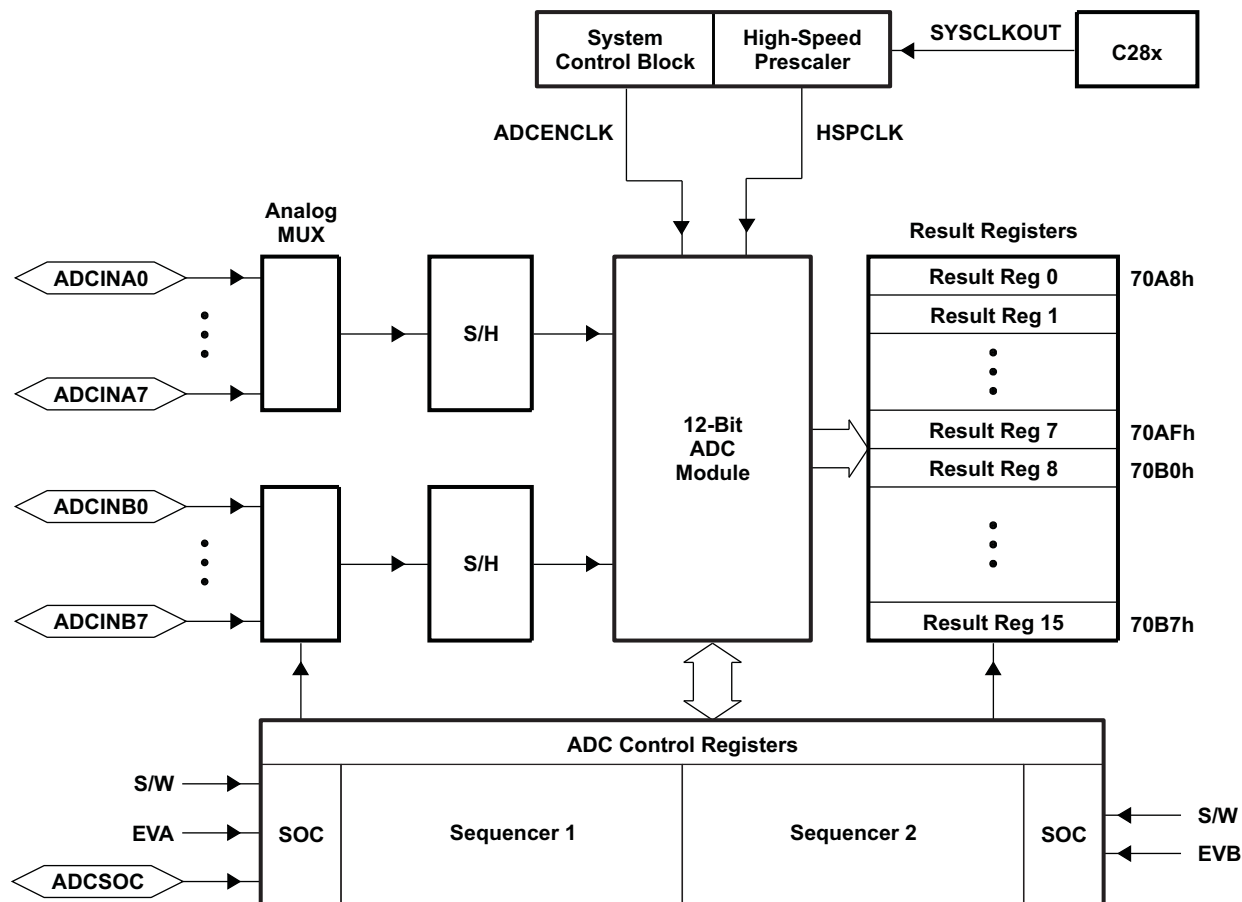 System
Control Block
High-Speed
Prescaler
SYSCLKOUT
C28x
ADCENCLK
HSPCLK
Analog
MUX
Result Registers
ADCINA0
Result Reg 0
70A8h
Result Reg 1
S/H
ADCINA7
12-Bit
ADC
Module
Result Reg 7
70AFh
Result Reg 8
70B0h
ADCINB0
S/H
ADCINB7
Result Reg 15
70B7h
ADC Control Registers
S/W
EVA
ADCSOC
SOC
Sequencer 1
Sequencer 2
SOC
S/W
EVB